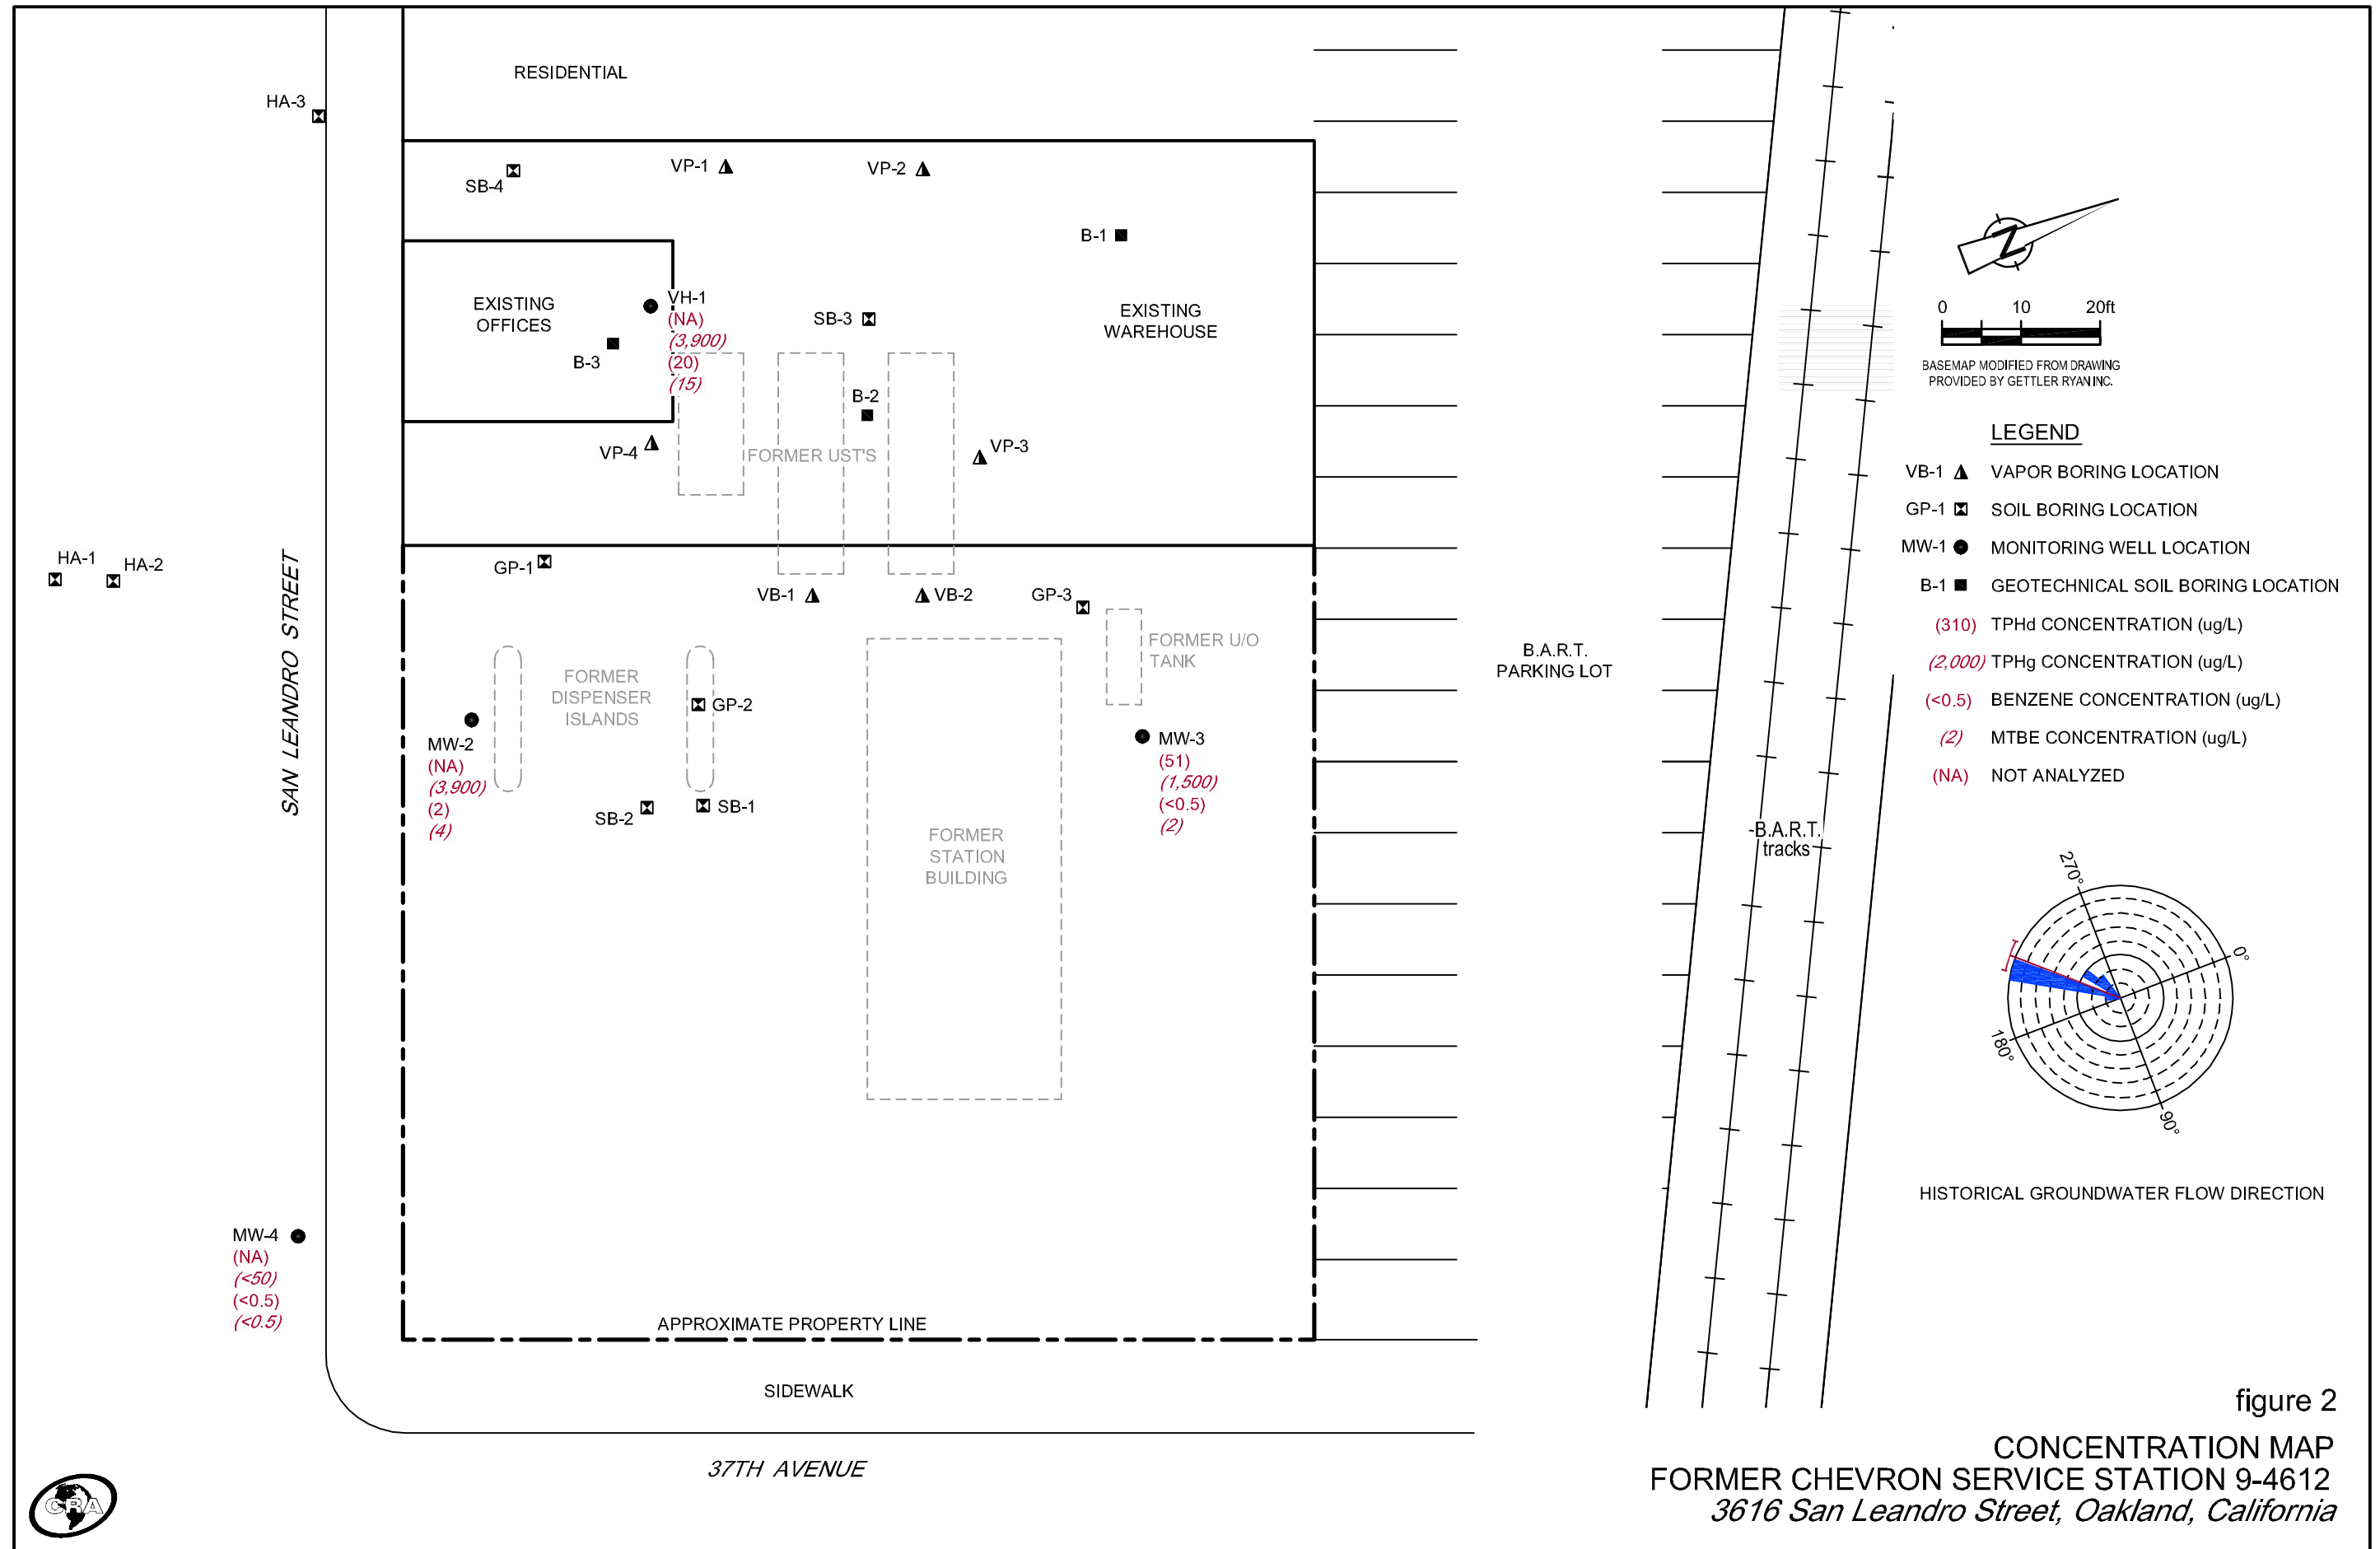 RESIDENTIAL
HA-3
SB-4
VP-1
VP-2
B-1
EXISTING
OFFICES
VH-1
(NA)
(3,900)
(20)
(15)
B-3
SB-3
EXISTING
WAREHOUSE
B-2
VP-4
FORMER UST'S
VP-3
HA-1
HA-2
SAN LEANDRO STREET
GP-1
VB-1
VB-2
GP-3
FORMER U/O
TANK
FORMER
DISPENSER
ISLANDS
GP-2
MW-2
(NA)
(3,900)
(2)
(4)
SB-2
SB-1
MW-3
(51)
(1,500)
(<0.5)
(2)
FORMER
STATION
BUILDING
B.A.R.T.
PARKING LOT
B.A.R.T.
tracks
MW-4
(NA)
(<50)
(<0.5)
(<0.5)
APPROXIMATE PROPERTY LINE
SIDEWALK
37TH AVENUE
CRA
Z
0 10 20ft
BASEMAP MODIFIED FROM DRAWING
PROVIDED BY GETTLER RYAN INC.
LEGEND
VB-1 VAPOR BORING LOCATION
GP-1 SOIL BORING LOCATION
MW-1 MONITORING WELL LOCATION
B-1 GEOTECHNICAL SOIL BORING LOCATION
(310) TPHd CONCENTRATION (ug/L)
(2,000) TPHg CONCENTRATION (ug/L)
(<0.5) BENZENE CONCENTRATION (ug/L)
(2) MTBE CONCENTRATION (ug/L)
(NA) NOT ANALYZED
270°
0°
180°
90°
HISTORICAL GROUNDWATER FLOW DIRECTION
figure 2
CONCENTRATION MAP
FORMER CHEVRON SERVICE STATION 9-4612
3616 San Leandro Street, Oakland, California